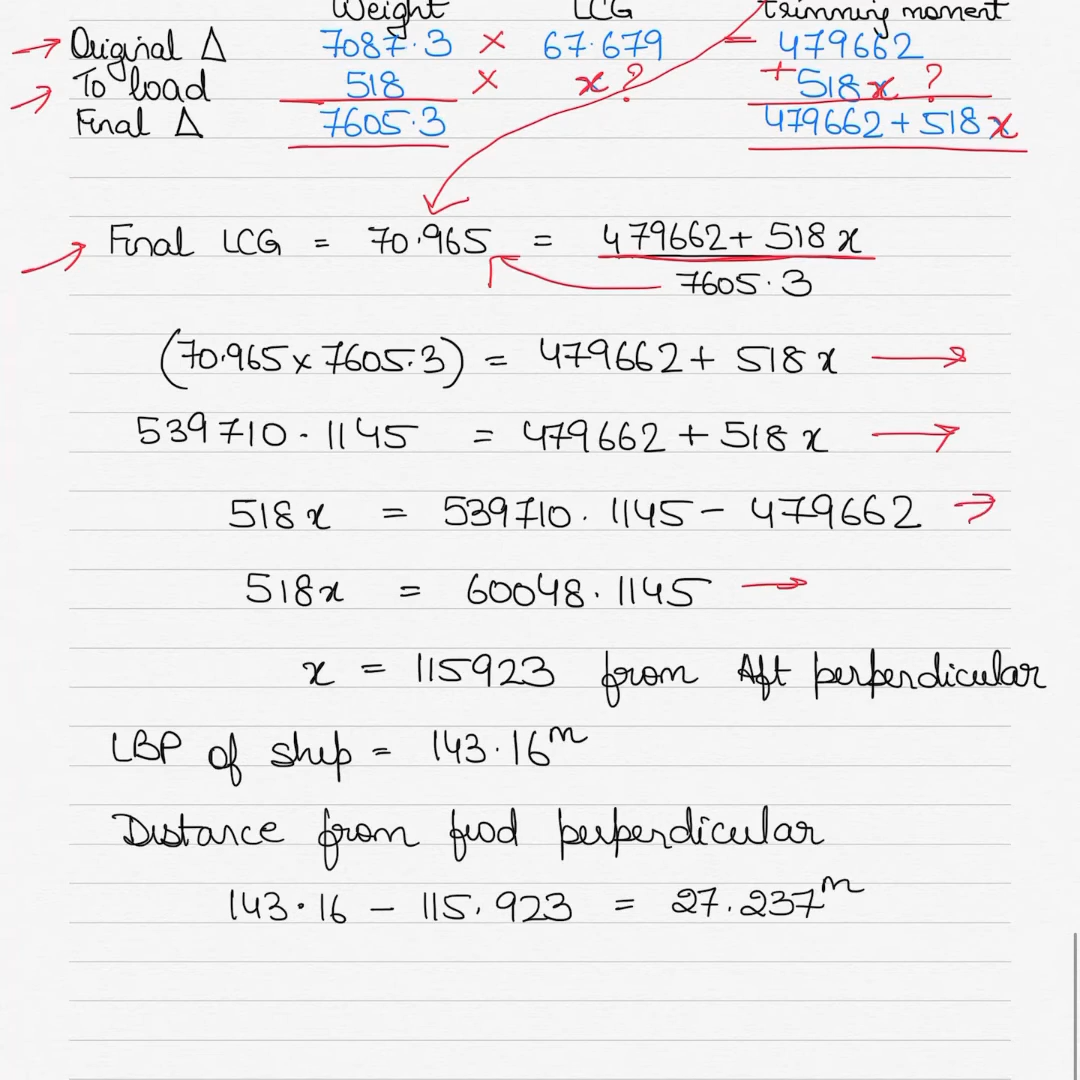 Weight LCG trimming moment
Original Δ 7087.3 × 67.679 = 479662
To load 518 × x? + 518x ?
Final Δ 7605.3 479662 + 518x
Final LCG = 70.965 = 479662 + 518x / 7605.3
(70.965 x 7605.3) = 479662 + 518x
539710.1145 = 479662 + 518x
518x = 539710.1145 - 479662
518x = 60048.1145
x = 115923 from Aft perpendicular
LBP of ship = 143.16m
Distance from fwd perpendicular
143.16 - 115.923 = 27.237m